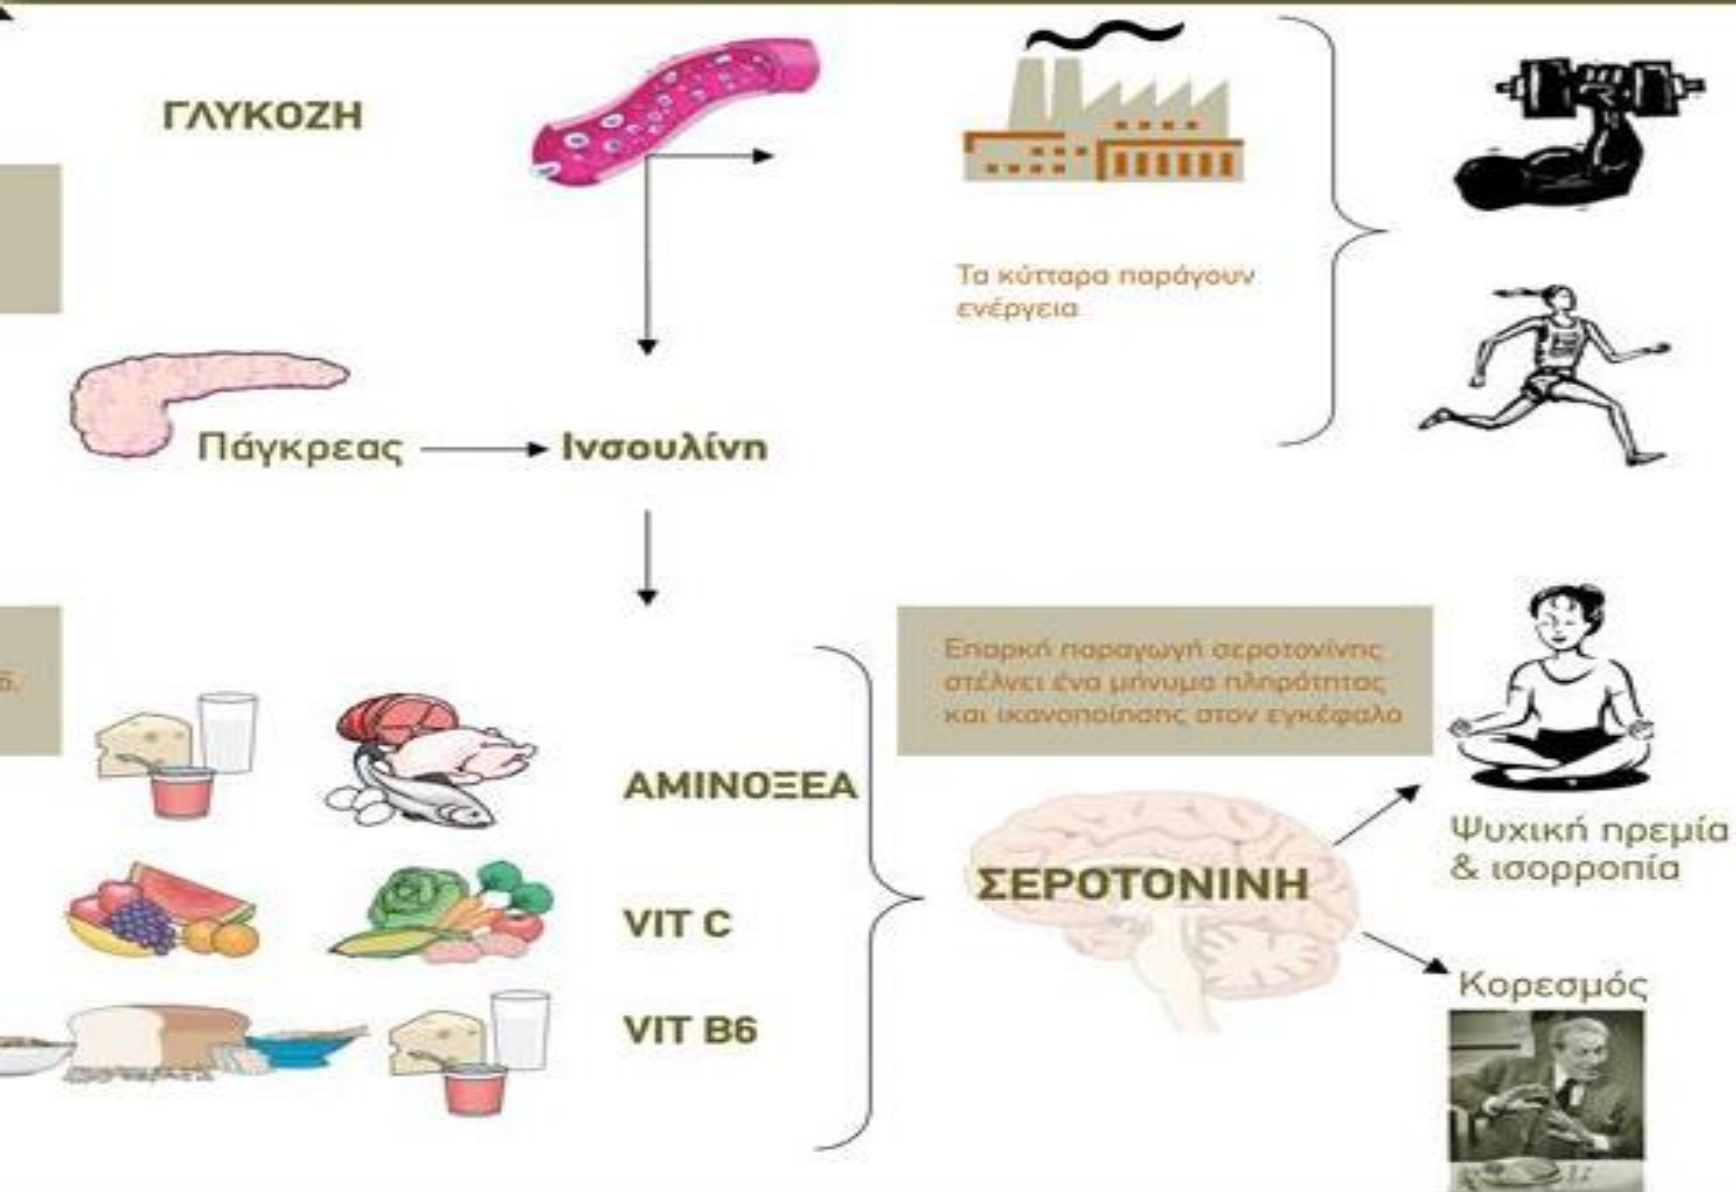 ΓΛΥΚΟΖΗ
Τα κύτταρα παράγουν
ενέργεια
Πάγκρεας
Ινσουλίνη
Επαρκή παραγωγή σεροτονίνης
στέλνει ένα μήνυμα πληρότητας
και ικανοποίησης στον εγκέφαλο
ΑΜΙΝΟΞΕΑ
VIT C
VIT B6
ΣΕΡΟΤΟΝΙΝΗ
Ψυχική ηρεμία
& ισορροπία
Κορεσμός